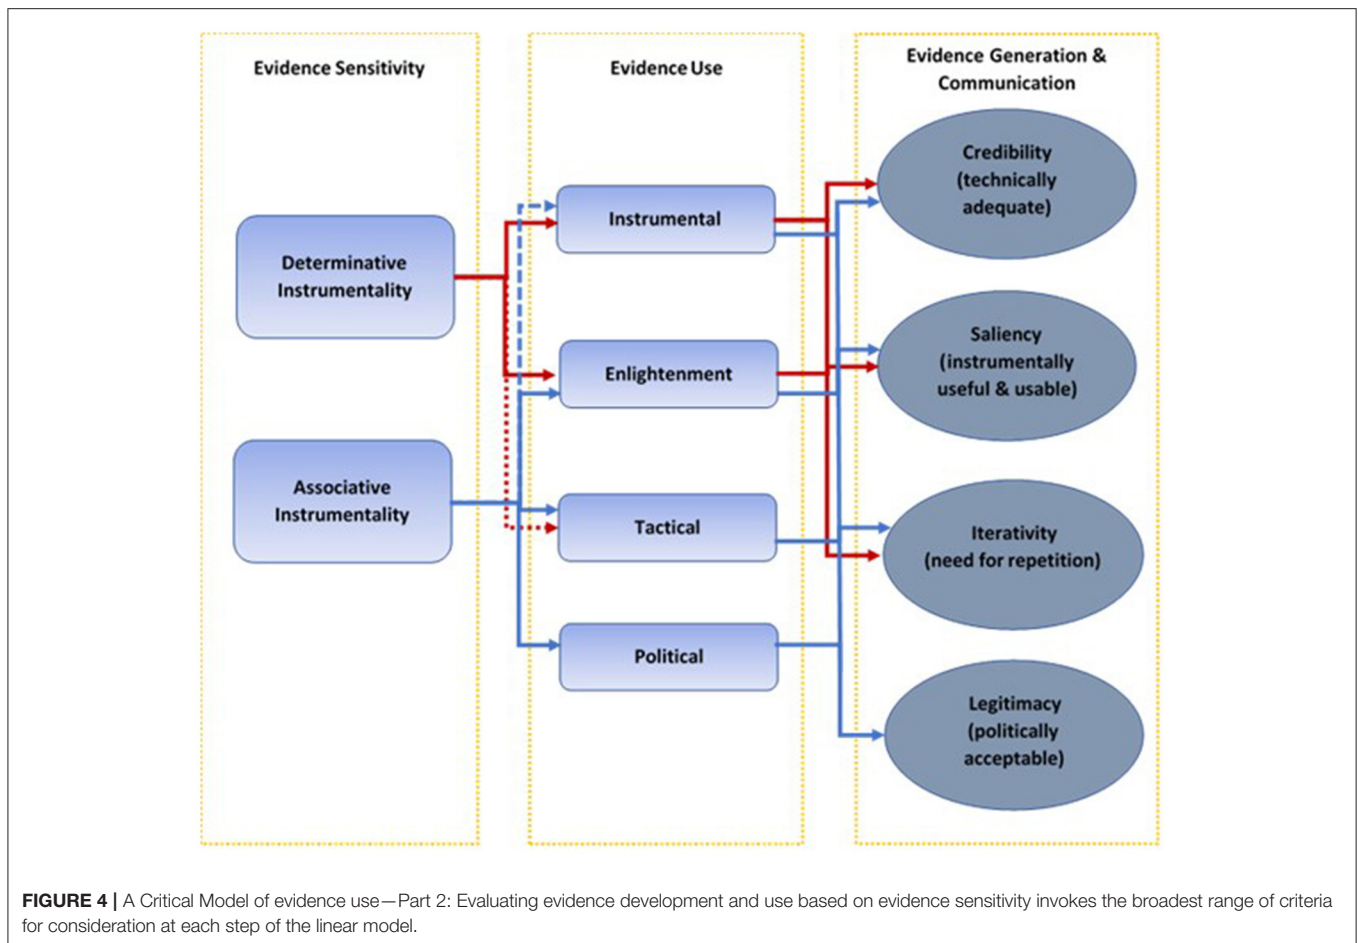 Evidence Sensitivity
Evidence Use
Evidence Generation &
Communication
Determinative
Instrumentality
Associative
Instrumentality
Instrumental
Enlightenment
Tactical
Political
Credibility
(technically
adequate)
Saliency
(instrumentally
useful & usable)
Iterativity
(need for repetition)
Legitimacy
(politically
acceptable)
FIGURE 4 | A Critical Model of evidence use—Part 2: Evaluating evidence development and use based on evidence sensitivity invokes the broadest range of criteria
for consideration at each step of the linear model.